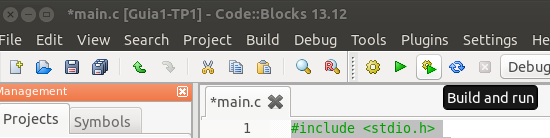 *main.c [Guia1-TP1] - Code::Blocks 13.12
File Edit View Search Project Build Debug Tools Plugins Settings He
Debug
Management
Projects Symbols
*main.c
Build and run
1 #include <stdio.h>